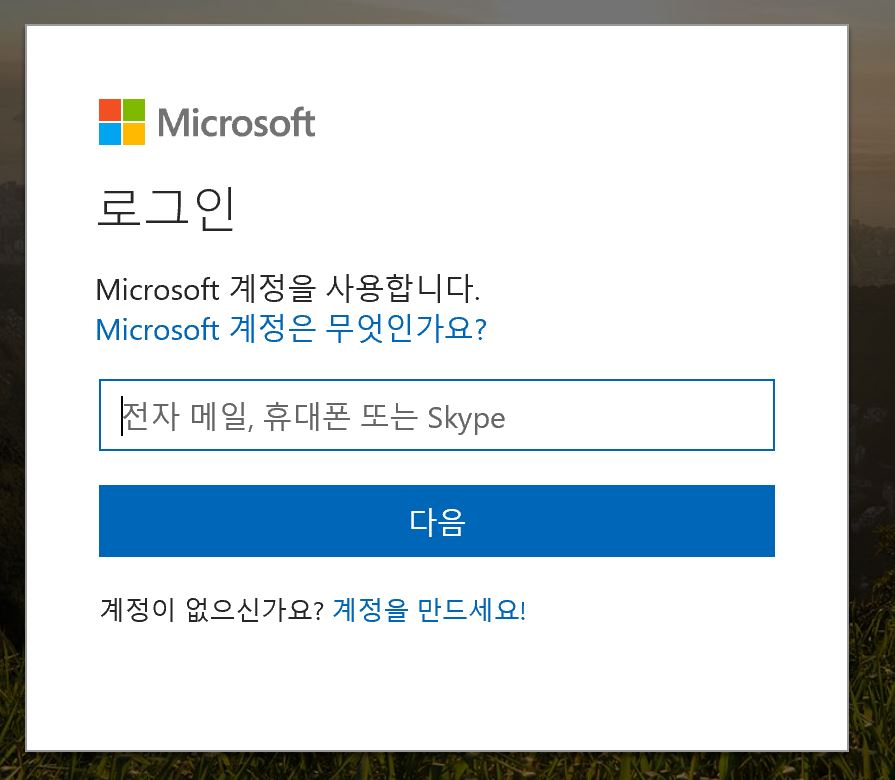 Microsoft
로그인
Microsoft 계정을 사용합니다.
Microsoft 계정은 무엇인가요?
전자 메일, 휴대폰 또는 Skype
다음
계정이 없으신가요? 계정을 만드세요!